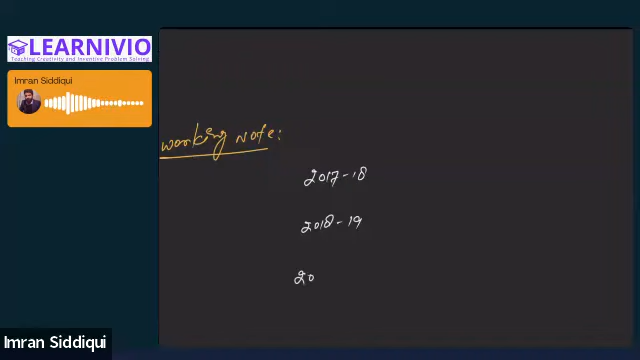 LEARNIVIO
Teaching Creativity and Inventive Problem Solving
Imran Siddiqui
working note:
2017-18
2018-19
20
Imran Siddiqui